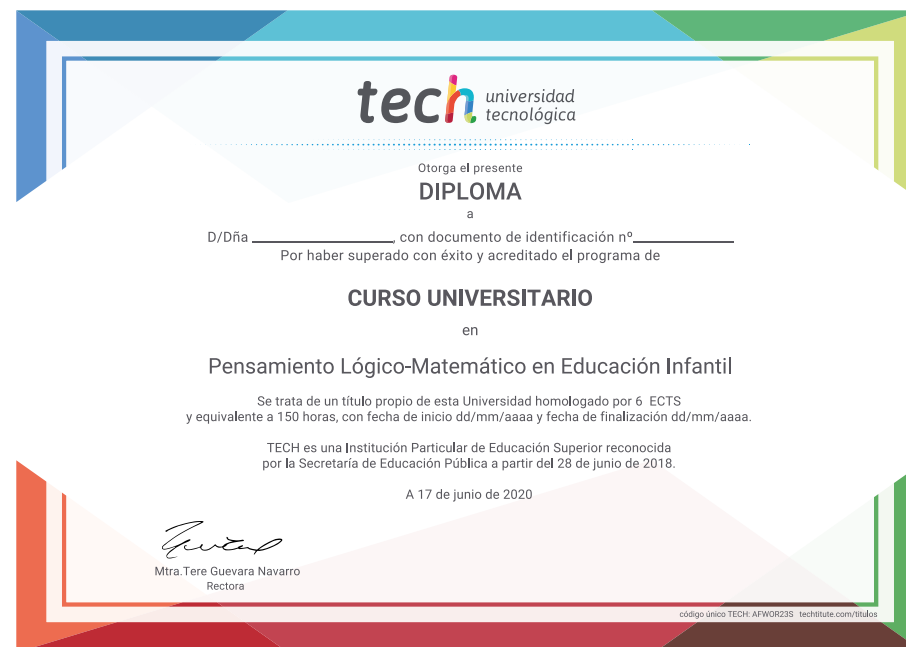 tech universidad
tecnológica
Otorga el presente
DIPLOMA
a
D/Dña ____________________, con documento de identificación nº______________
Por haber superado con éxito y acreditado el programa de
CURSO UNIVERSITARIO
en
Pensamiento Lógico-Matemático en Educación Infantil
Se trata de un título propio de esta Universidad homologado por 6 ECTS
y equivalente a 150 horas, con fecha de inicio dd/mm/aaaa y fecha de finalización dd/mm/aaaa.
TECH es una Institución Particular de Educación Superior reconocida
por la Secretaría de Educación Pública a partir del 28 de junio de 2018.
A 17 de junio de 2020
Mtra.Tere Guevara Navarro
Rectora
código único TECH: AFWOR23S techtitute.com/titulos